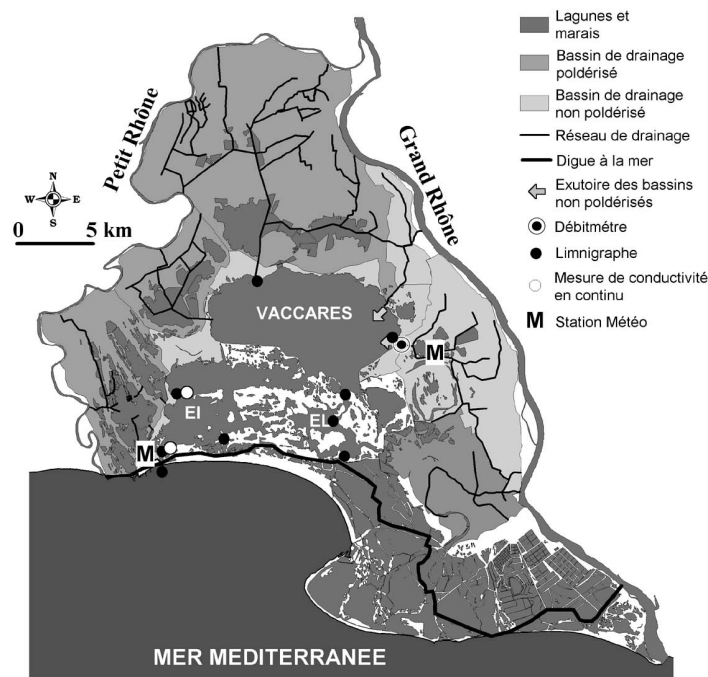 Lagunes et
marais
Bassin de drainage
poldérisé
Bassin de drainage
non poldérisé
Réseau de drainage
Digue à la mer
Exutoire des bassins
non poldérisés
Débitmétre
Limnigraphe
Mesure de conductivité
en continu
M Station Météo
Petit Rhône
Grand Rhône
N
W E
S
0 5 km
VACCARES
M
EI
EL
M
MER MEDITERRANEE